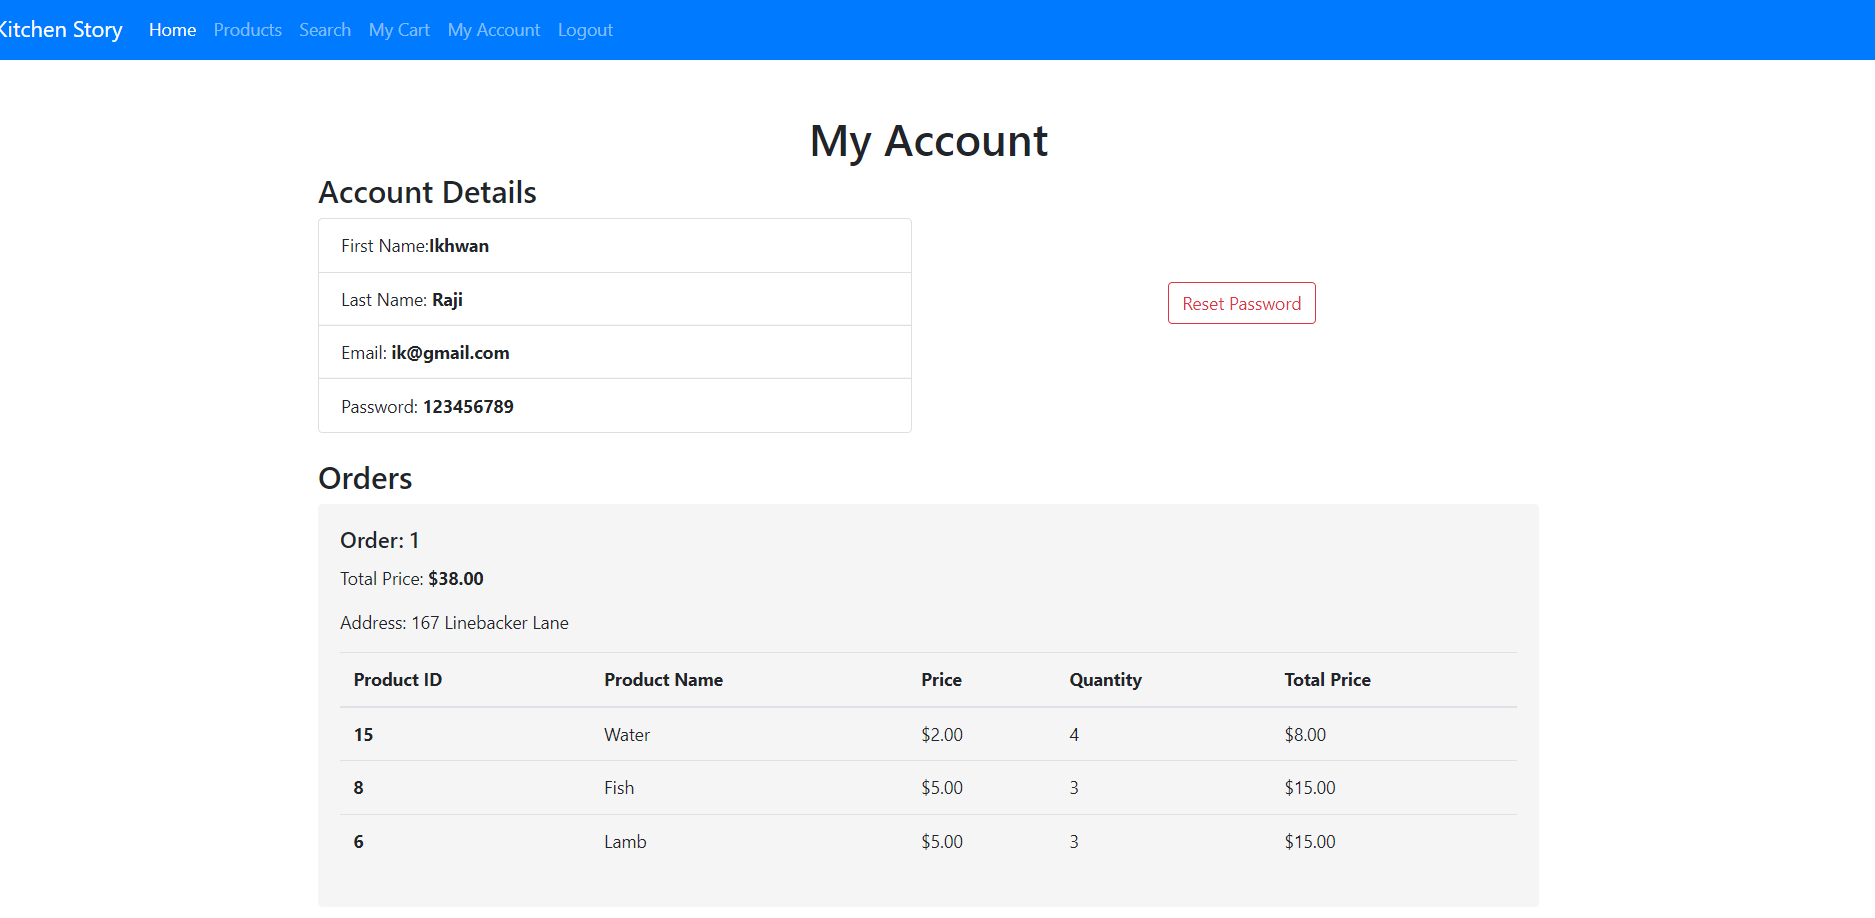 Kitchen Story Home Products Search My Cart My Account Logout
My Account
Account Details
First Name:Ikhwan
Last Name: Raji
Reset Password
Email: ik@gmail.com
Password: 123456789
Orders
Order: 1
Total Price: $38.00
Address: 167 Linebacker Lane
Product ID Product Name Price Quantity Total Price
15 Water $2.00 4 $8.00
8 Fish $5.00 3 $15.00
6 Lamb $5.00 3 $15.00